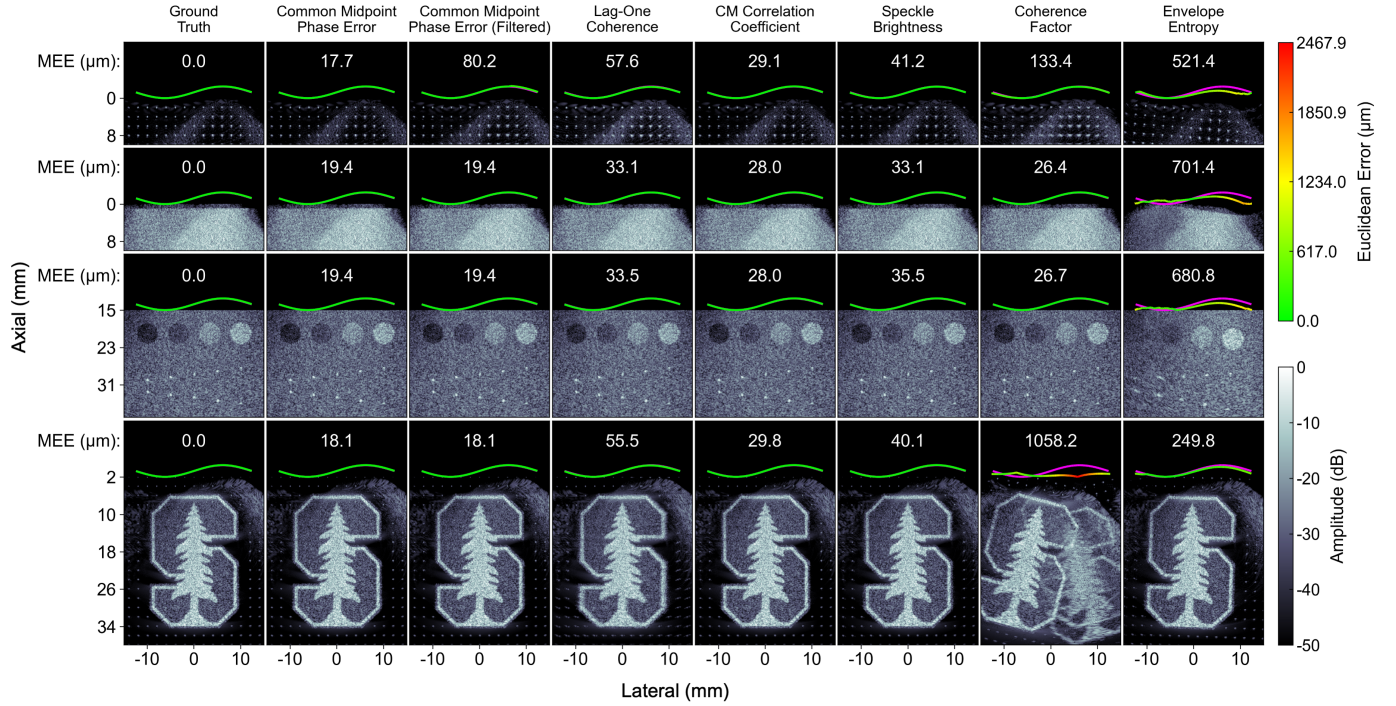 Ground Truth
Common Midpoint Phase Error
Common Midpoint Phase Error (Filtered)
Lag-One Coherence
CM Correlation Coefficient
Speckle Brightness
Coherence Factor
Envelope Entropy
MEE (μm): 0.0 17.7 80.2 57.6 29.1 41.2 133.4 521.4
0
8
MEE (μm): 0.0 19.4 19.4 33.1 28.0 33.1 26.4 701.4
0
8
MEE (μm): 0.0 19.4 19.4 33.5 28.0 35.5 26.7 680.8
15
23
31
MEE (μm): 0.0 18.1 18.1 55.5 29.8 40.1 1058.2 249.8
2
10
18
26
34
-10 0 10 -10 0 10 -10 0 10 -10 0 10 -10 0 10 -10 0 10 -10 0 10 -10 0 10
Lateral (mm)
Axial (mm)
2467.9
1850.9
1234.0
617.0
0.0
Euclidean Error (μm)
0
-10
-20
-30
-40
-50
Amplitude (dB)